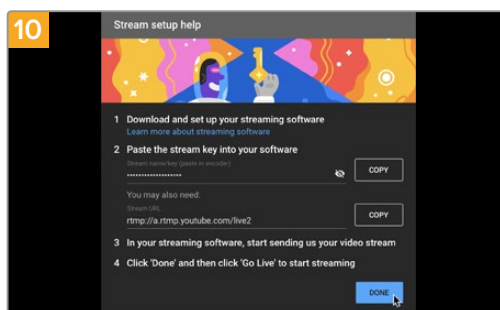 10
Stream setup help
1 Download and set up your streaming software
Learn more about streaming software
2 Paste the stream key into your software
Stream name/key (paste in encoder)
••••••••••••••••••••
COPY
You may also need:
Stream URL
rtmp://a.rtmp.youtube.com/live2
COPY
3 In your streaming software, start sending us your video stream
4 Click 'Done' and then click 'Go Live' to start streaming
DONE